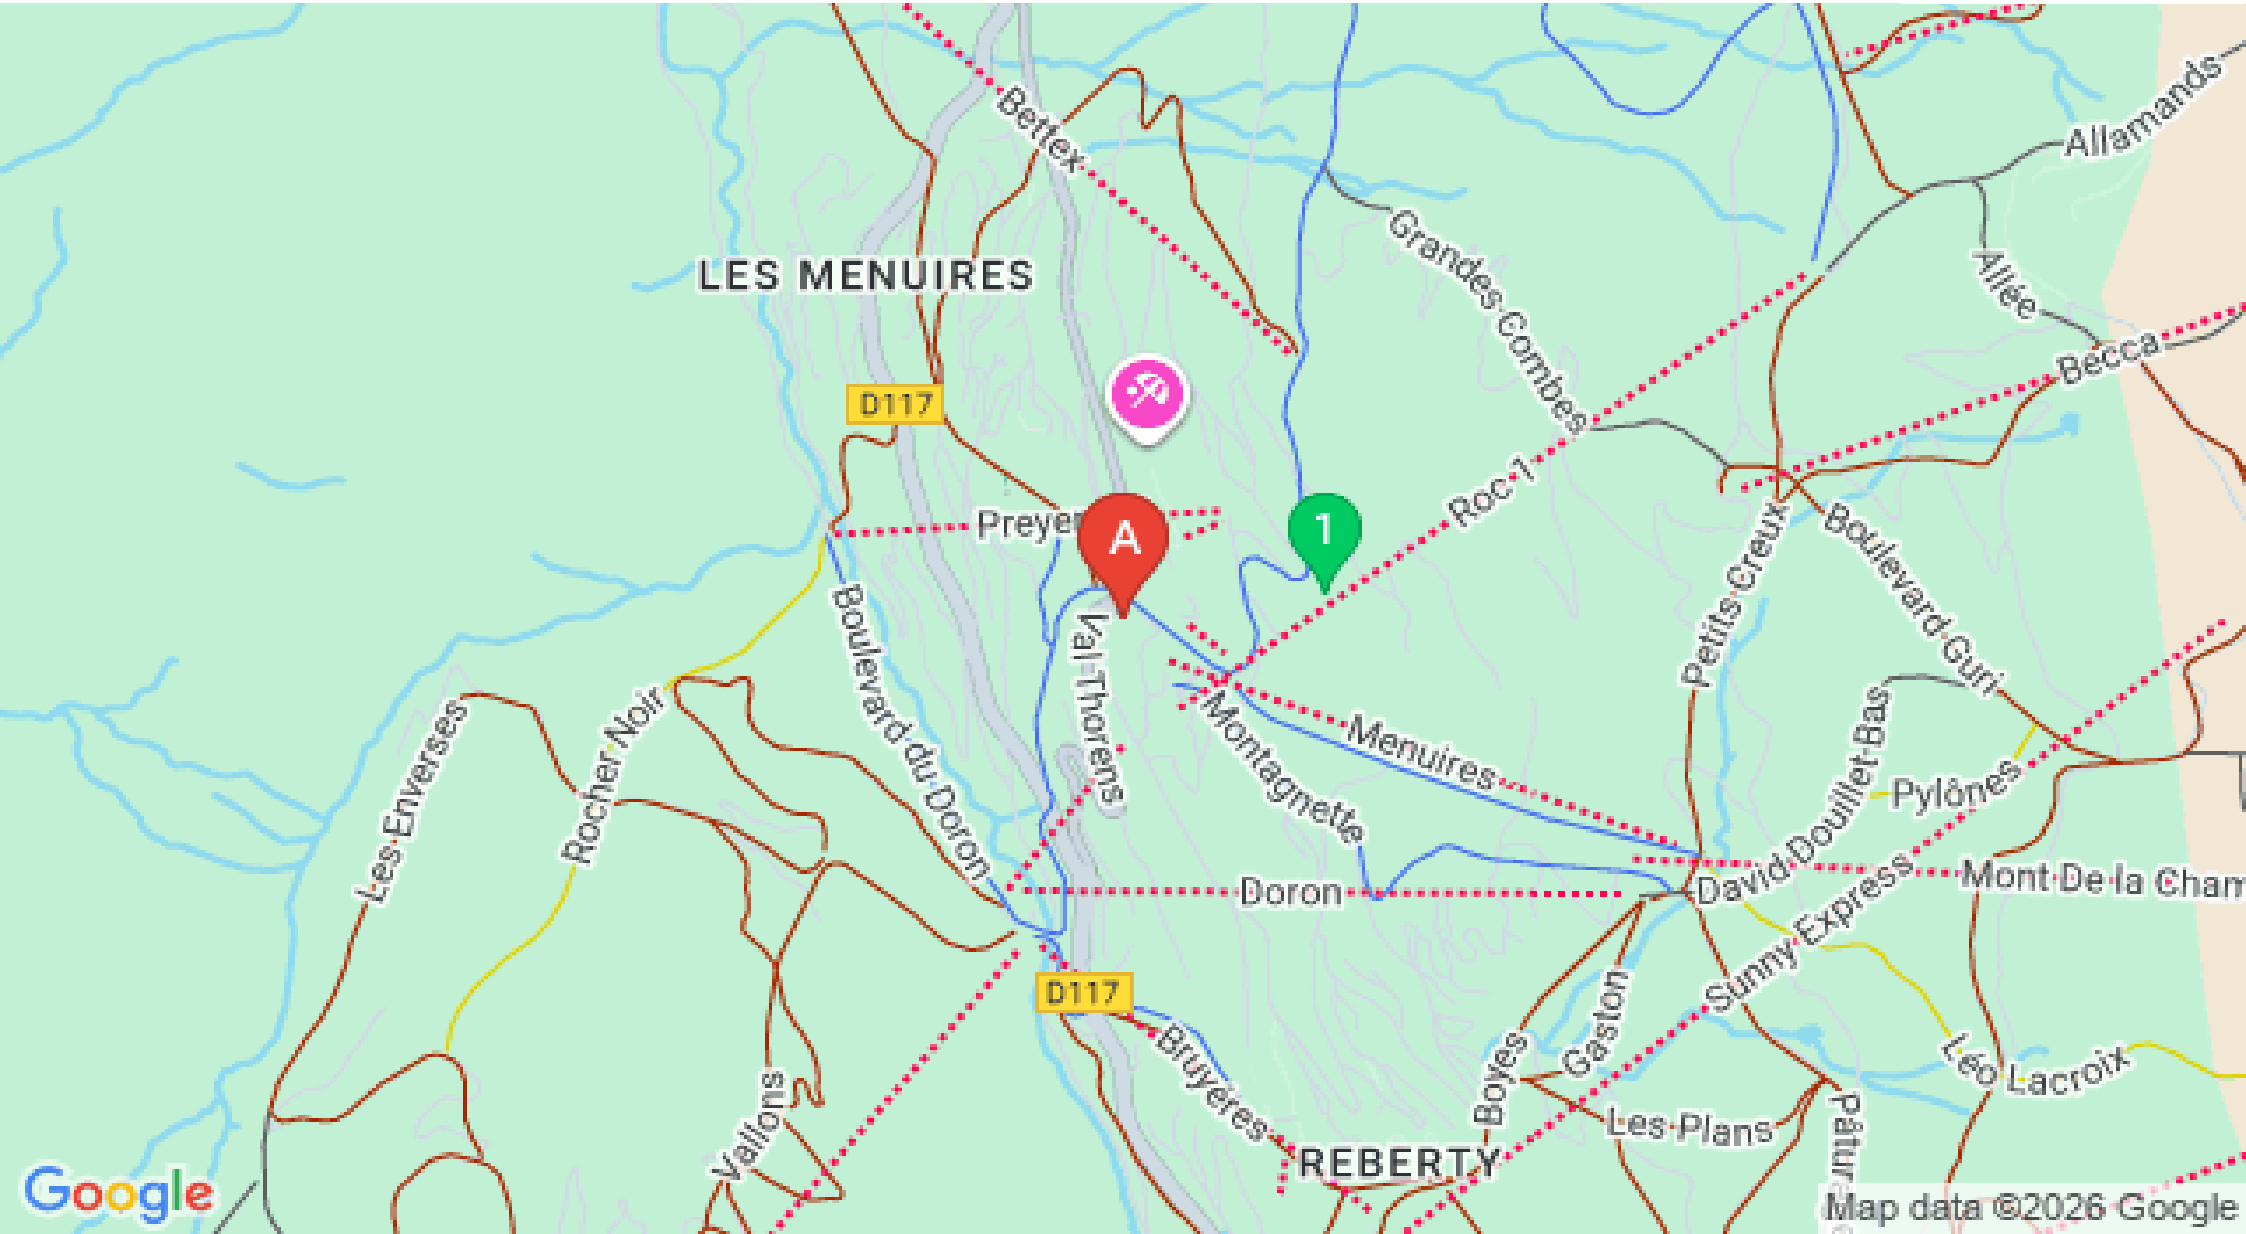 Bettex
Allamands
Grandes Combes
Allée
LES MENUIRES
Becca
D117
Roc 1
Preyer
A
1
Petits Creux
Boulevard Guri
Boulevard du Doron
Val Thorens
Les Enverses
Rocher Noir
Montagnette
Menuires
David Douillet Bas
Pylônes
Doron
Mont De la Cham
Sunny Express
D117
Bruyères
Boyes
Gaston
Léo Lacroix
Les Plans
Vallons
REBERTY
Pâtur
Google
Map data ©2026 Google